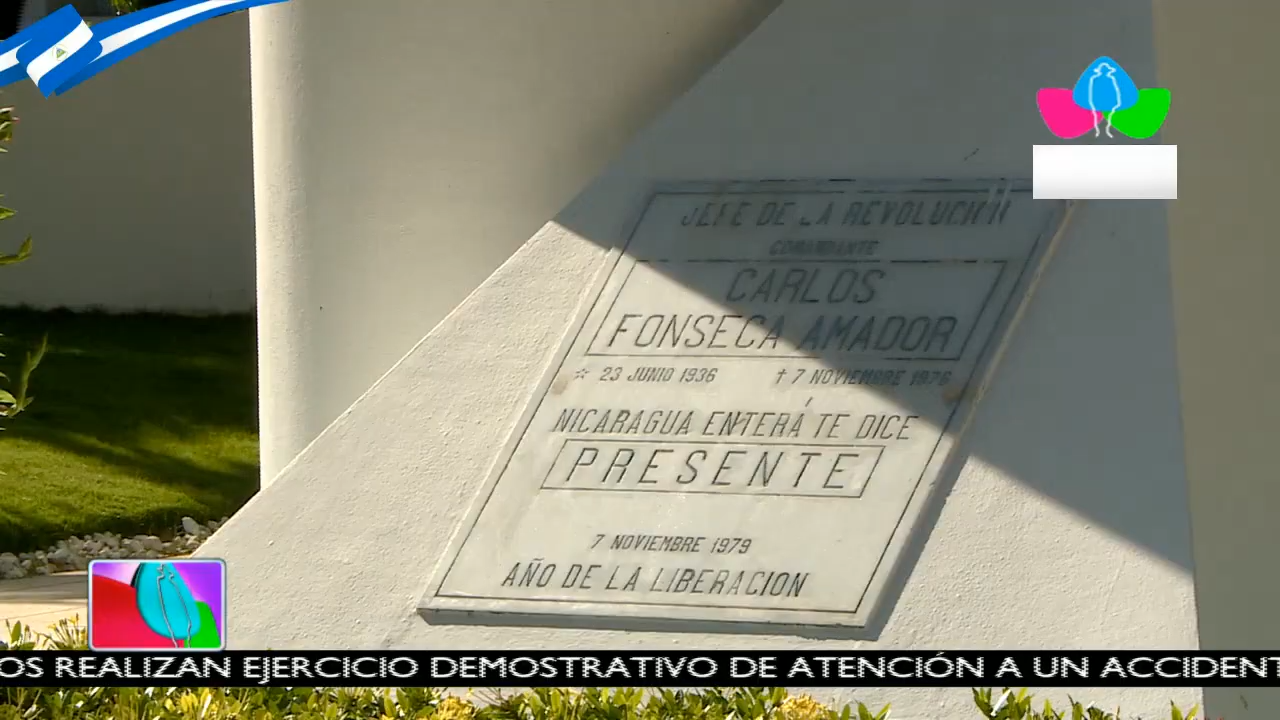 JEFE DE LA REVOLUCION
COMANDANTE
CARLOS
FONSECA AMADOR
☆ 23 JUNIO 1936 † 7 NOVIEMBRE 1976
NICARAGUA ENTERÁ TE DICE
PRESENTE
7 NOVIEMBRE 1979
AÑO DE LA LIBERACION
OS REALIZAN EJERCICIO DEMOSTRATIVO DE ATENCIÓN A UN ACCIDENT